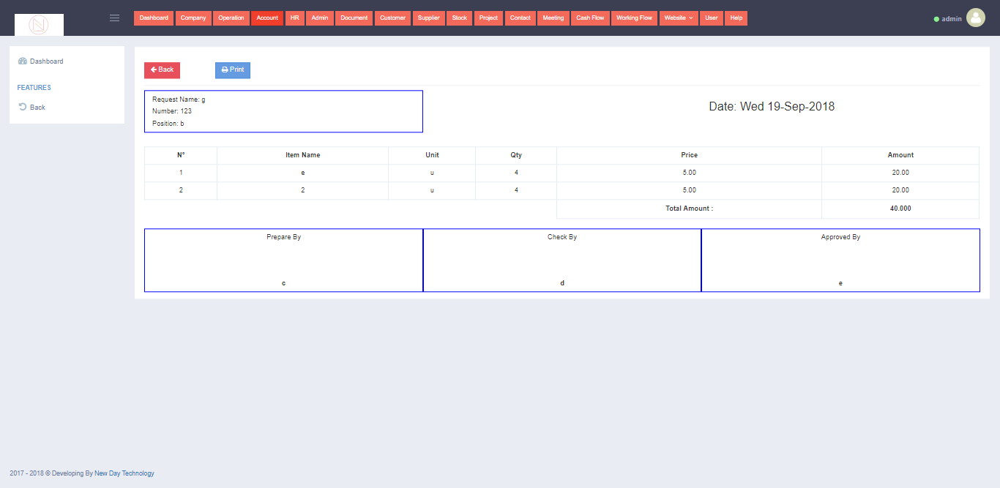 Dashboard Company Operation Account HR Admin Document Customer Supplier Stock Project Contact Meeting Cash Flow Working Flow Website User Help
admin
Dashboard
FEATURES
Back
Back Print
Request Name: g
Number: 123
Position: b
Date: Wed 19-Sep-2018
N° Item Name Unit Qty Price Amount
1 e u 4 5.00 20.00
2 2 u 4 5.00 20.00
Total Amount : 40.000
Prepare By Check By Approved By
c d e
2017 - 2018 © Developing By New Day Technology